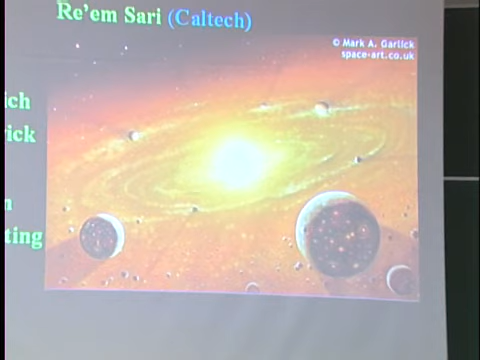 Re'em Sari (Caltech)
© Mark A. Garlick
space-art.co.uk
ich
rick
n
ting